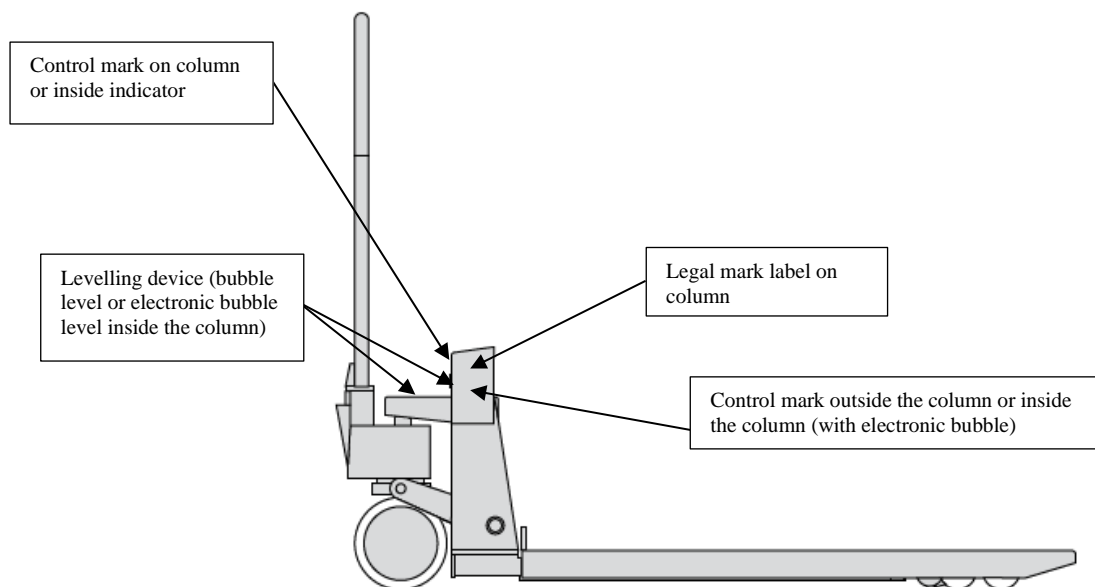 Control mark on column
or inside indicator
Levelling device (bubble
level or electronic bubble
level inside the column)
Legal mark label on
column
Control mark outside the column or inside
the column (with electronic bubble)